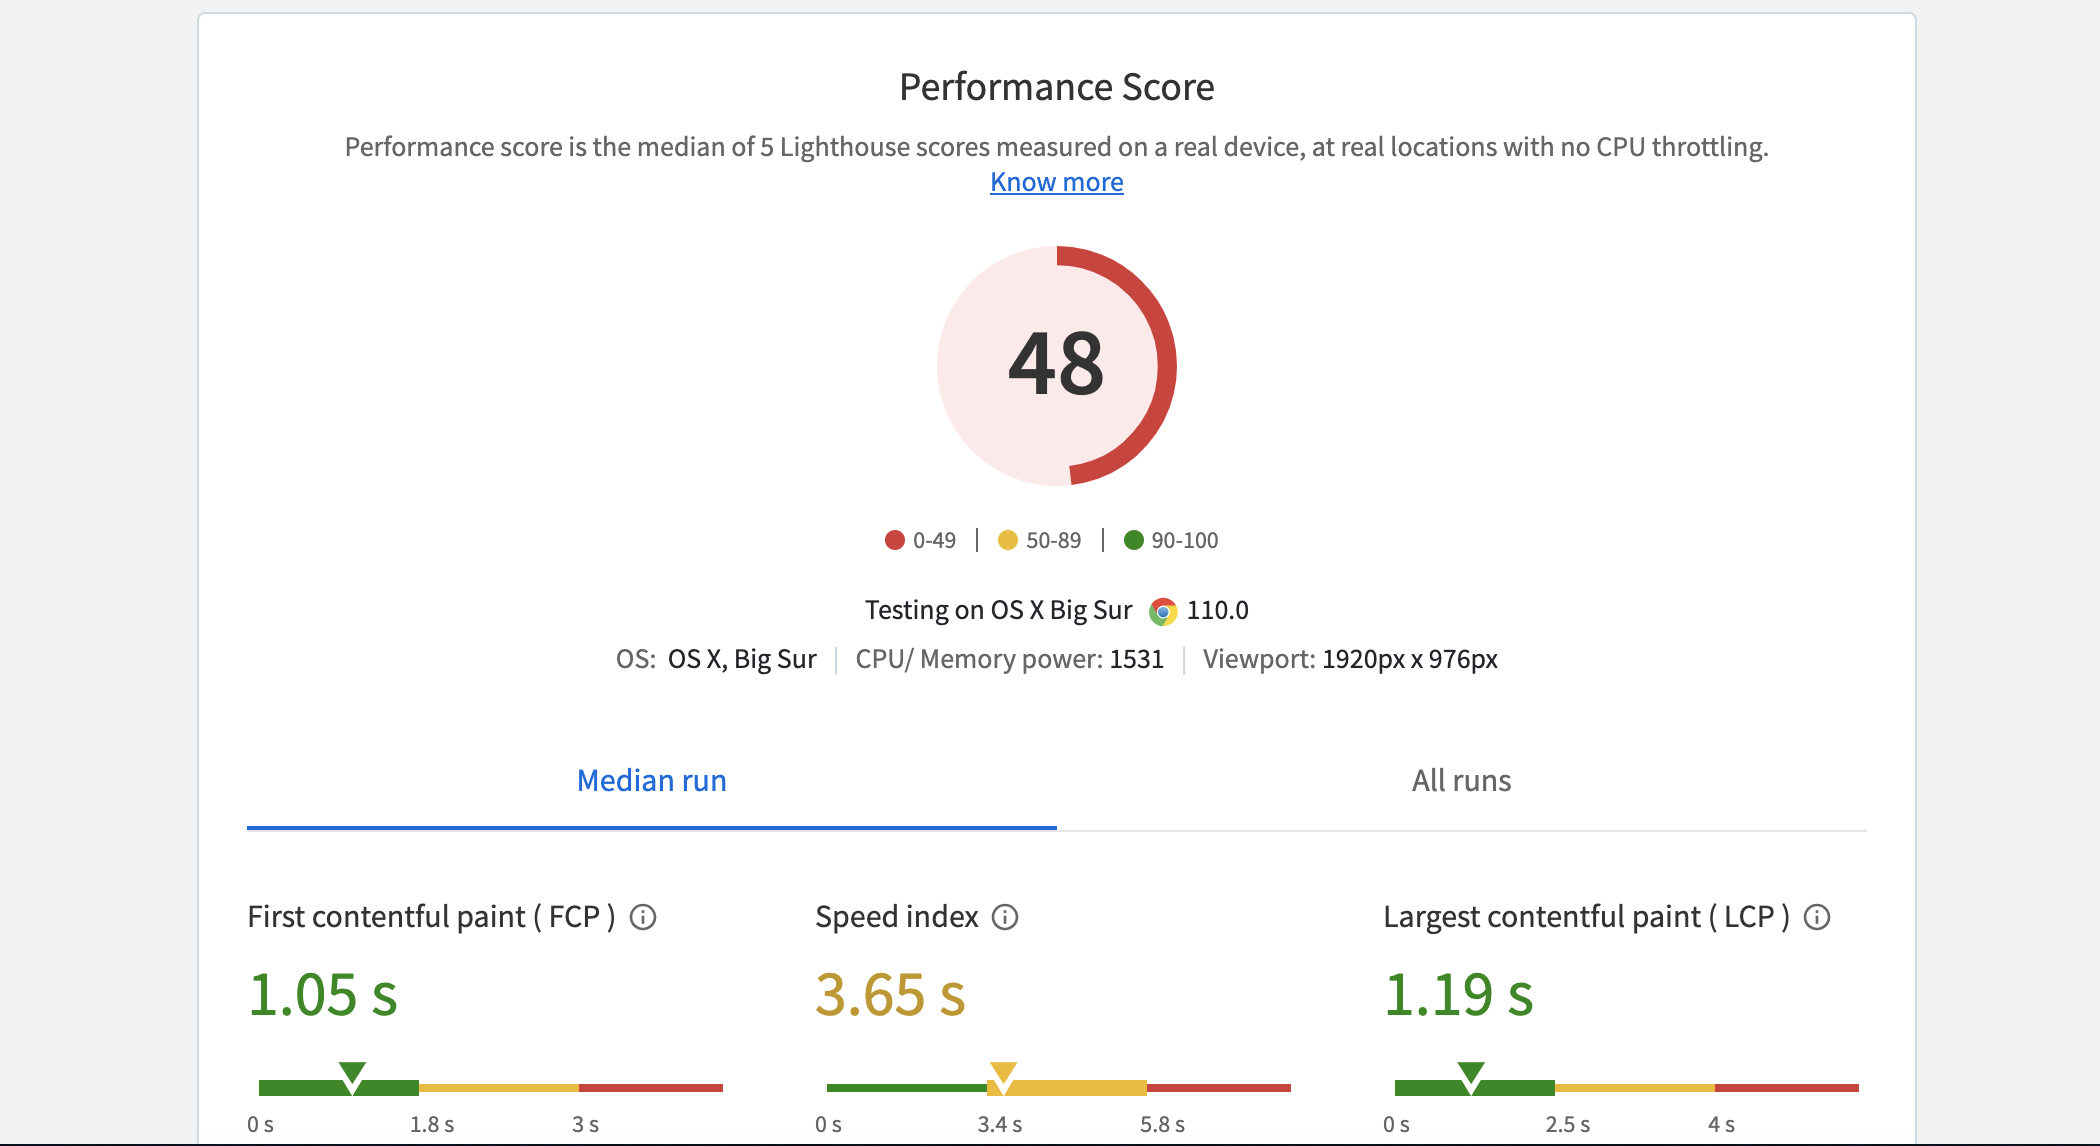 Performance Score
Performance score is the median of 5 Lighthouse scores measured on a real device, at real locations with no CPU throttling.
Know more
48
0-49 | 50-89 | 90-100
Testing on OS X Big Sur 110.0
OS: OS X, Big Sur | CPU/ Memory power: 1531 | Viewport: 1920px x 976px
Median run All runs
First contentful paint ( FCP ) Speed index Largest contentful paint ( LCP )
1.05 s 3.65 s 1.19 s
0 s 1.8 s 3 s 0 s 3.4 s 5.8 s 0 s 2.5 s 4 s